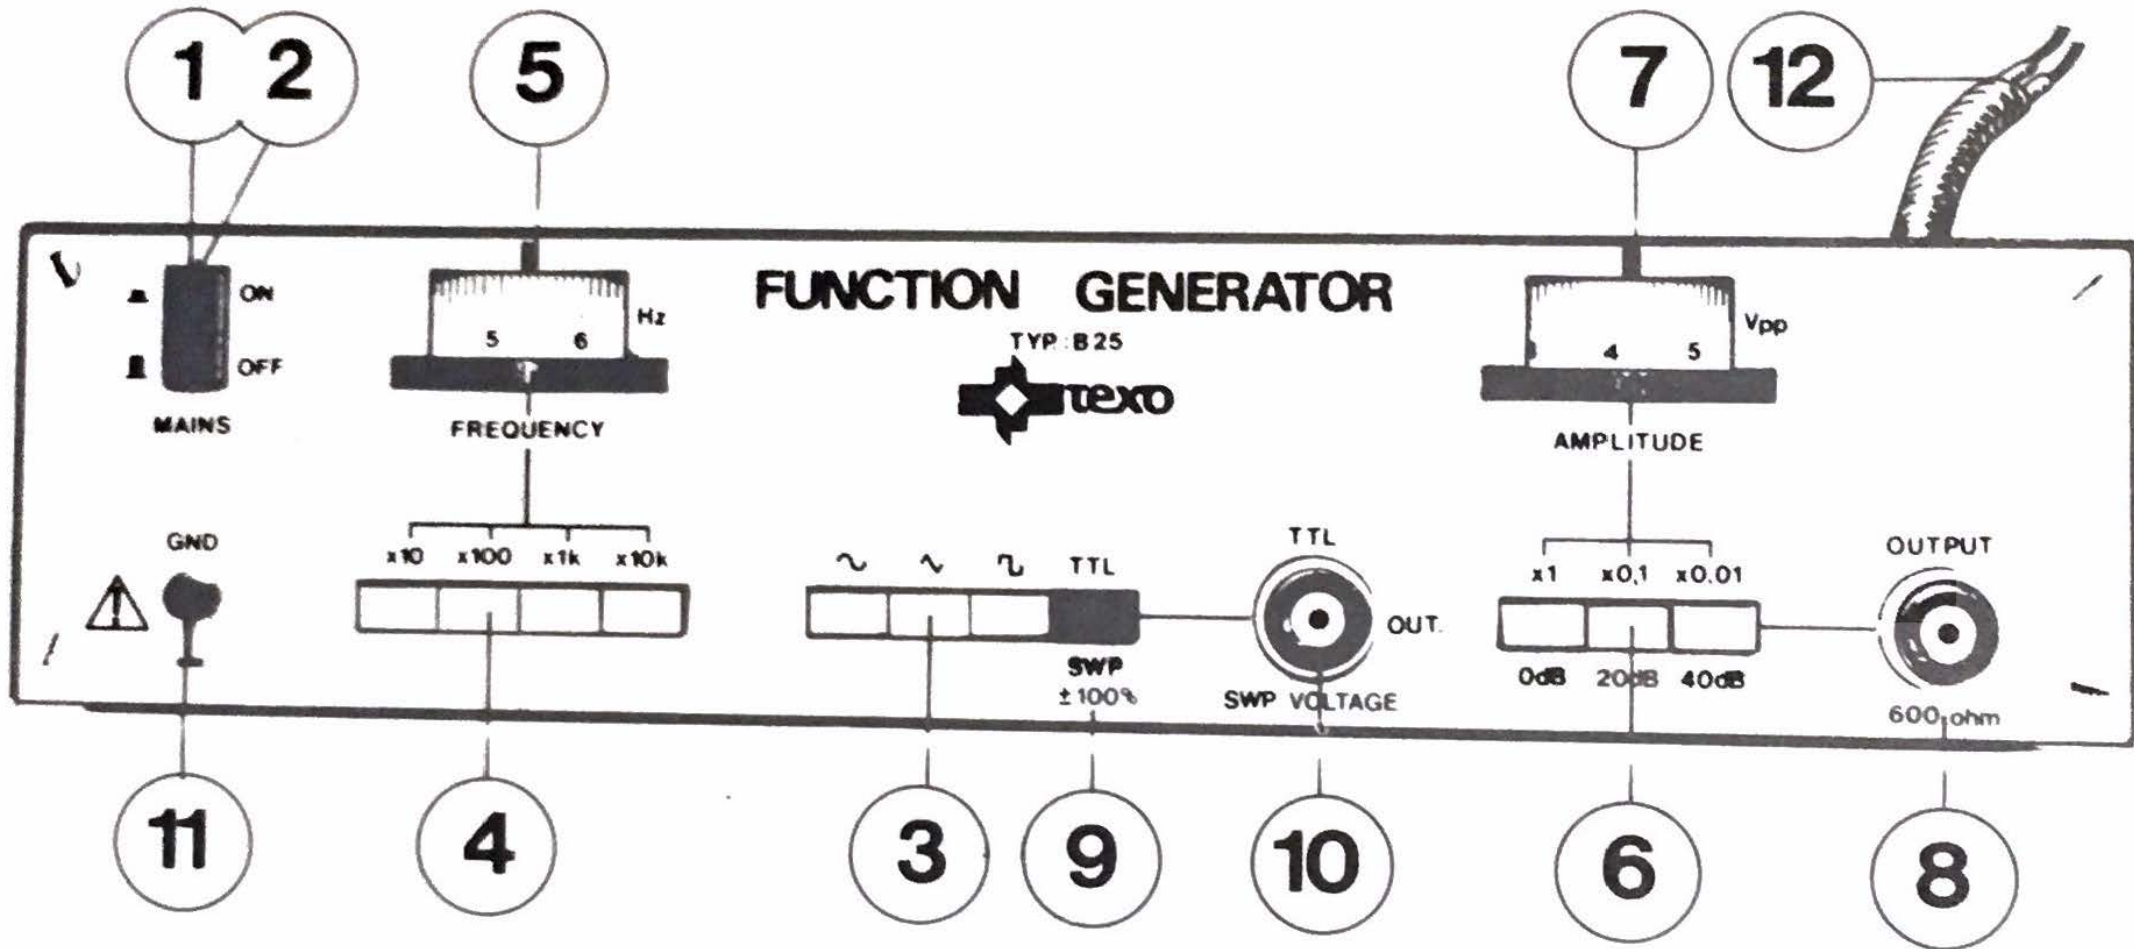 1 2 5 7 12
FUNCTION GENERATOR
TYP:B25
texo
ON
OFF
MAINS
5 6
Hz
FREQUENCY
4 5
Vpp
AMPLITUDE
GND
x10 x100 x1k x10k
TTL
SWP
±100%
TTL
OUT.
SWP VOLTAGE
x1 x0,1 x0.01
0dB 20dB 40dB
OUTPUT
600 ohm
11 4 3 9 10 6 8